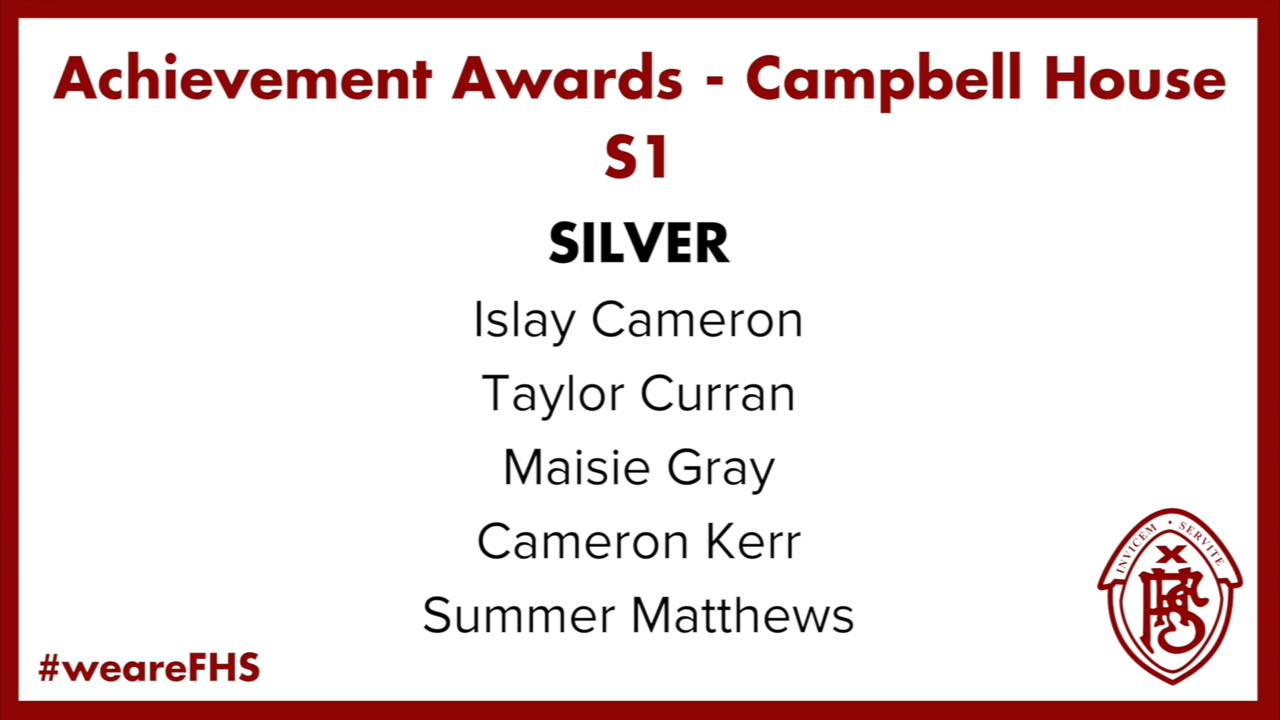 Achievement Awards - Campbell House
S1
SILVER
Islay Cameron
Taylor Curran
Maisie Gray
Cameron Kerr
Summer Matthews
#weareFHS
INVICEM • SERVITE
X
FHS